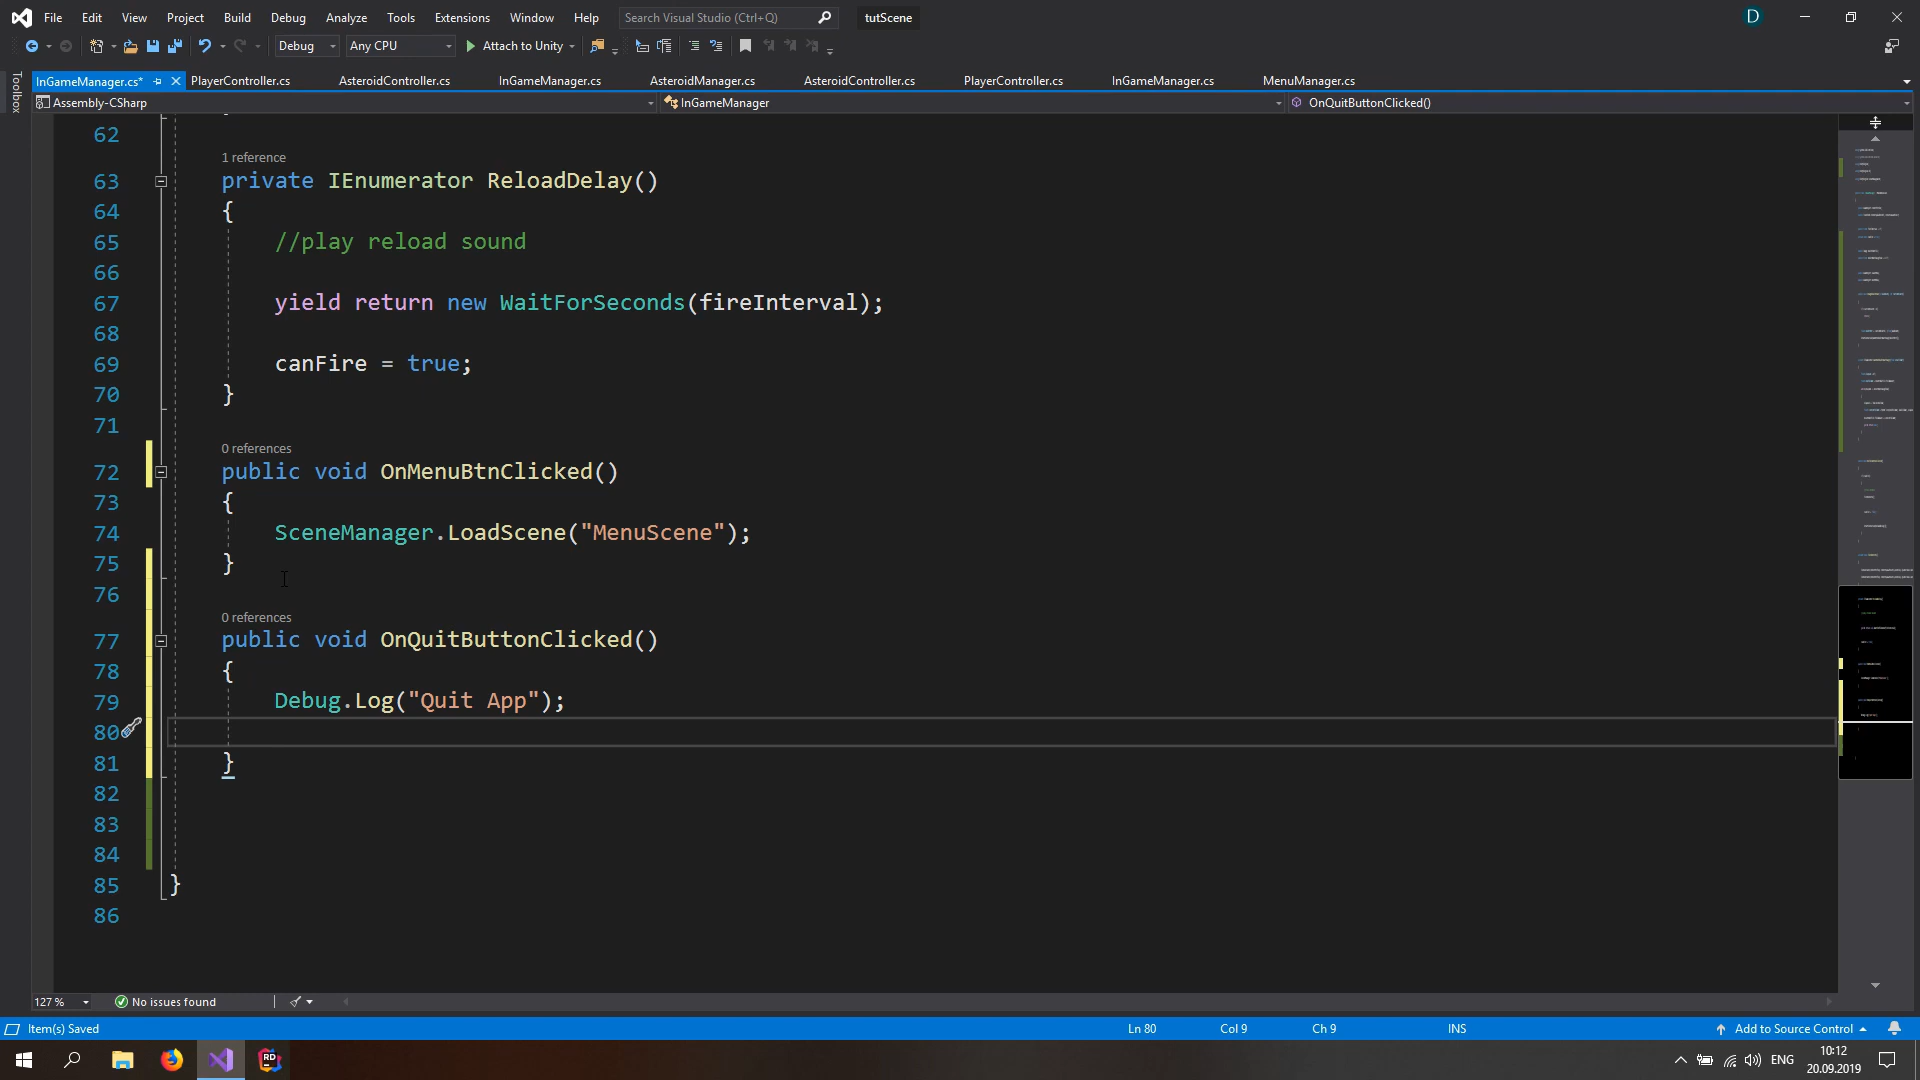 File Edit View Project Build Debug Analyze Tools Extensions Window Help Search Visual Studio (Ctrl+Q) tutScene D
Debug Any CPU Attach to Unity
Toolbox
InGameManager.cs* PlayerController.cs AsteroidController.cs InGameManager.cs AsteroidManager.cs AsteroidController.cs PlayerController.cs InGameManager.cs MenuManager.cs
Assembly-CSharp InGameManager OnQuitButtonClicked()
62
1 reference
63 private IEnumerator ReloadDelay()
64 {
65 //play reload sound
66
67 yield return new WaitForSeconds(fireInterval);
68
69 canFire = true;
70 }
71
0 references
72 public void OnMenuBtnClicked()
73 {
74 SceneManager.LoadScene("MenuScene");
75 }
76
0 references
77 public void OnQuitButtonClicked()
78 {
79 Debug.Log("Quit App");
80
81 }
82
83
84
85 }
86
127 % No issues found
Item(s) Saved Ln 80 Col 9 Ch 9 INS Add to Source Control
RD ENG 10:12
20.09.2019